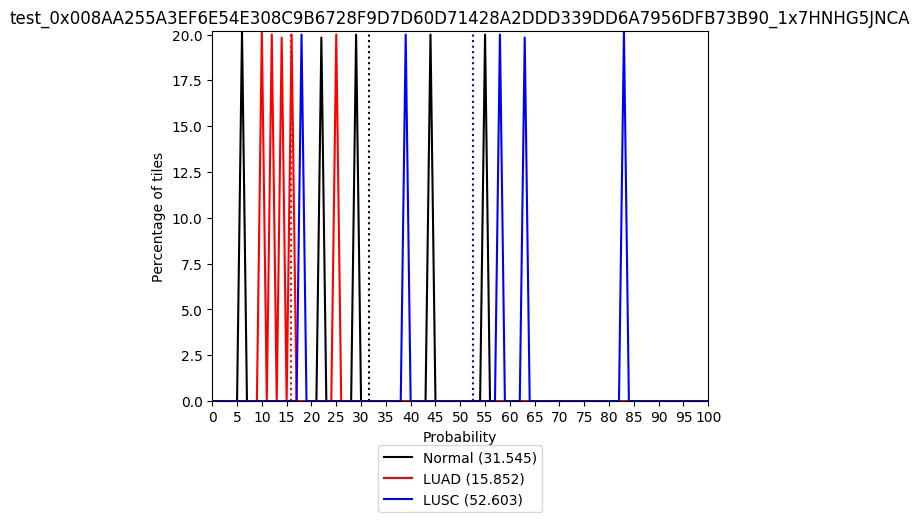 test_0x008AA255A3EF6E54E308C9B6728F9D7D60D71428A2DDD339DD6A7956DFB73B90_1x7HNHG5JNCA
20.0
17.5
15.0
12.5
10.0
7.5
5.0
2.5
0.0
Percentage of tiles
0 5 10 15 20 25 30 35 40 45 50 55 60 65 70 75 80 85 90 95 100
Probability
Normal (31.545)
LUAD (15.852)
LUSC (52.603)